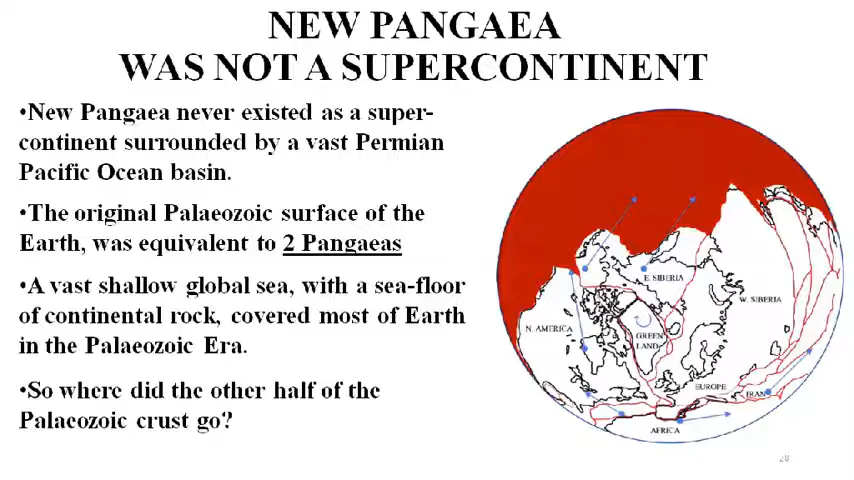 NEW PANGAEA
WAS NOT A SUPERCONTINENT
•New Pangaea never existed as a super-
continent surrounded by a vast Permian
Pacific Ocean basin.
•The original Palaeozoic surface of the
Earth, was equivalent to 2 Pangaeas
•A vast shallow global sea, with a sea-floor
of continental rock, covered most of Earth
in the Palaeozoic Era.
•So where did the other half of the
Palaeozoic crust go?
E. SIBERIA
W. SIBERIA
N. AMERICA
GREEN
LAND
EUROPE
IRAN
AFRICA
28